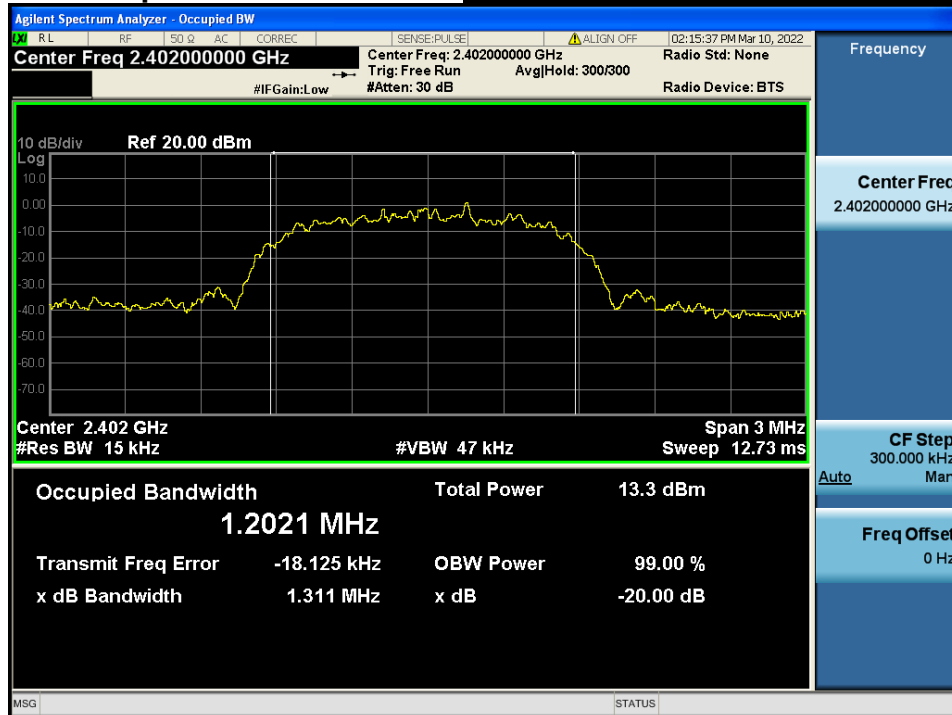 Agilent Spectrum Analyzer - Occupied BW
LXI RL RF 50 Ω AC CORREC SENSE:PULSE ALIGN OFF 02:15:37 PM Mar 10, 2022
Center Freq 2.402000000 GHz
Center Freq: 2.402000000 GHz Radio Std: None
Trig: Free Run Avg|Hold: 300/300
#IFGain:Low #Atten: 30 dB Radio Device: BTS
10 dB/div Ref 20.00 dBm
Log
10.0
0.00
-10.0
-20.0
-30.0
-40.0
-50.0
-60.0
-70.0
Center 2.402 GHz Span 3 MHz
#Res BW 15 kHz #VBW 47 kHz Sweep 12.73 ms
Occupied Bandwidth Total Power 13.3 dBm
1.2021 MHz
Transmit Freq Error -18.125 kHz OBW Power 99.00 %
x dB Bandwidth 1.311 MHz x dB -20.00 dB
Frequency
Center Freq
2.402000000 GHz
CF Step
300.000 kHz
Auto Man
Freq Offset
0 Hz
MSG STATUS